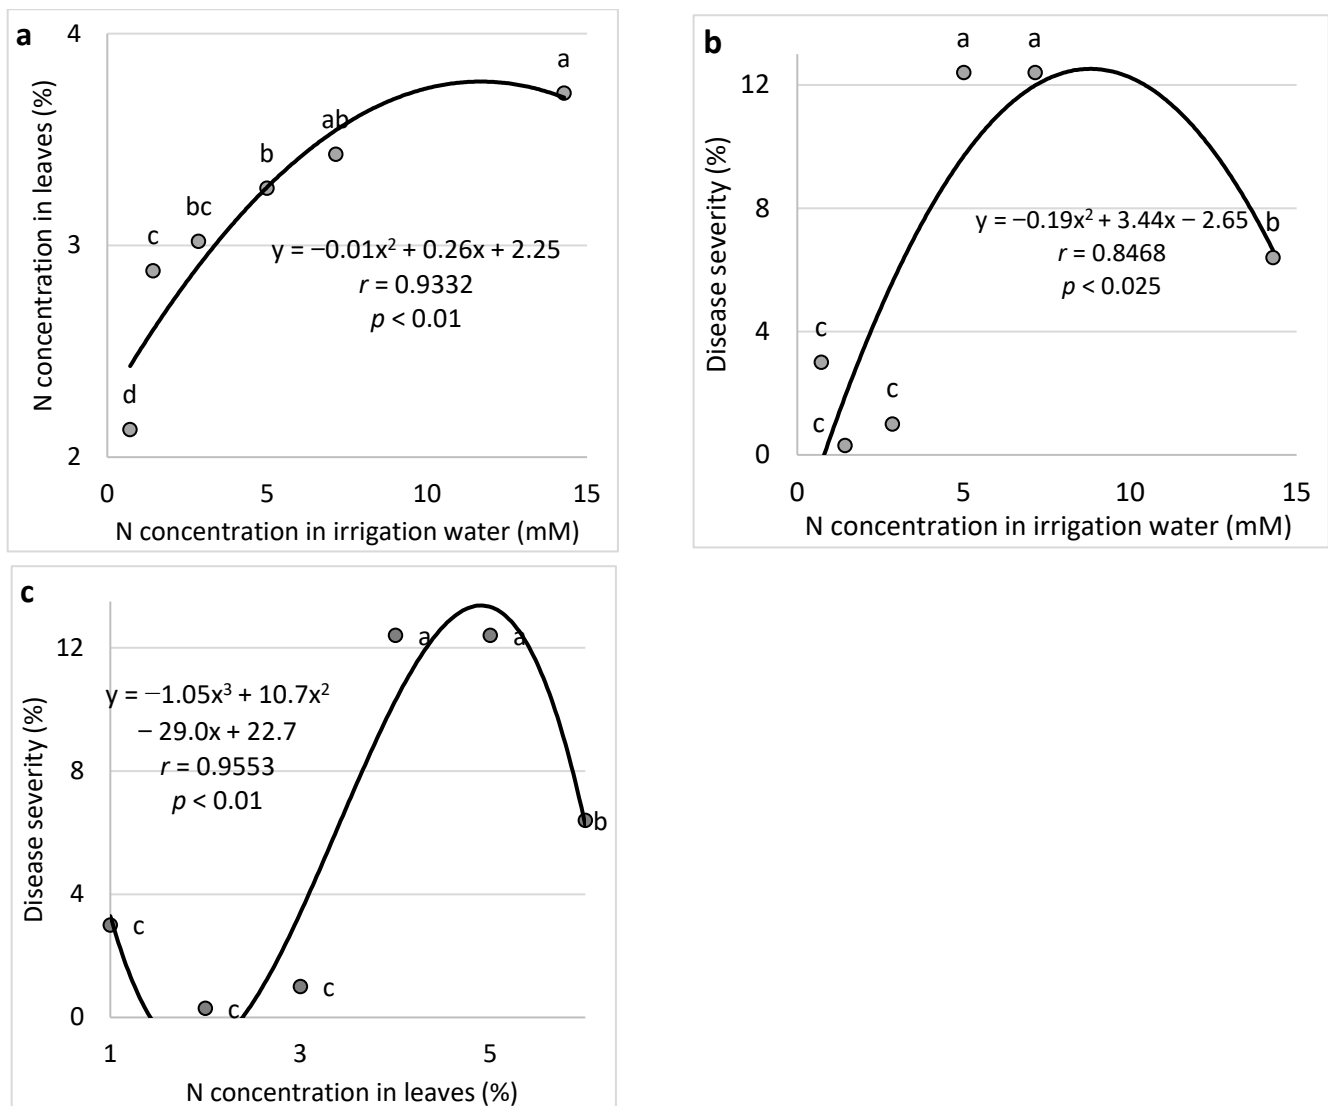 a
4
3
2
N concentration in leaves (%)
d
c
bc
b
ab
a
y = −0.01x² + 0.26x + 2.25
r = 0.9332
p < 0.01
0 5 10 15
N concentration in irrigation water (mM)
b
12
8
4
0
Disease severity (%)
c
c
c
a
a
b
y = −0.19x² + 3.44x − 2.65
r = 0.8468
p < 0.025
0 5 10 15
N concentration in irrigation water (mM)
c
12
8
4
0
Disease severity (%)
y = −1.05x³ + 10.7x²
− 29.0x + 22.7
r = 0.9553
p < 0.01
c
c
c
a
a
b
1 3 5
N concentration in leaves (%)